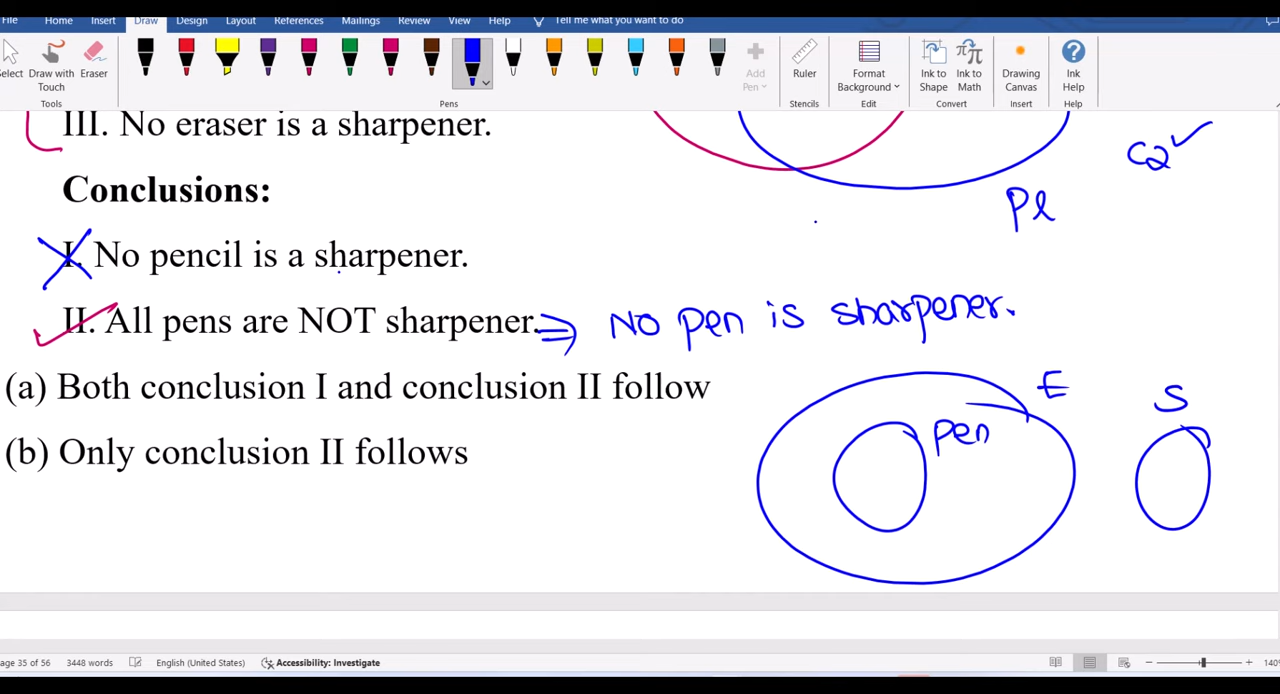 File Home Insert Draw Design Layout References Mailings Review View Help Tell me what you want to do
Select Draw with Touch Eraser Add Pen Ruler Format Background Ink to Shape Ink to Math Drawing Canvas Ink Help
Tools Pens Stencils Edit Convert Insert Help
III. No eraser is a sharpener.
C2
Conclusions:
Pl
I. No pencil is a sharpener.
II. All pens are NOT sharpener. ⇒ No pen is sharpener.
(a) Both conclusion I and conclusion II follow
E S
pen
(b) Only conclusion II follows
age 35 of 56 3448 words English (United States) Accessibility: Investigate 140